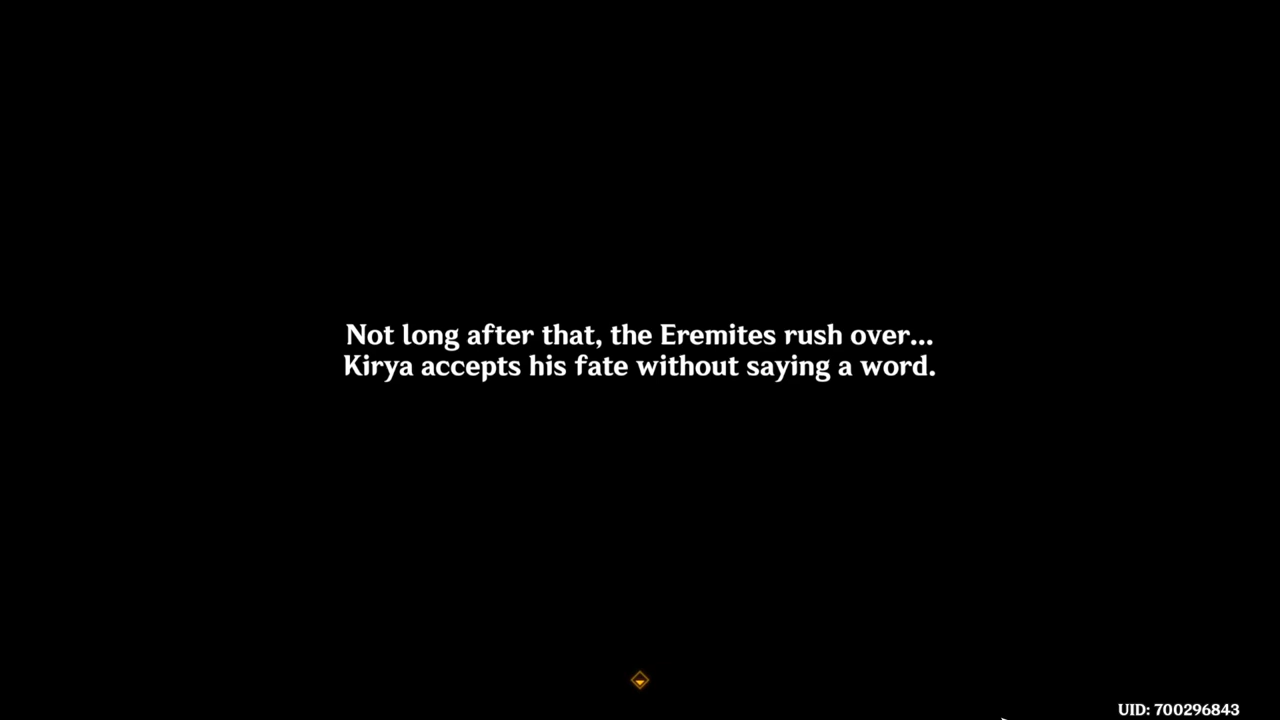 Not long after that, the Eremites rush over...
Kirya accepts his fate without saying a word.
UID: 700296843